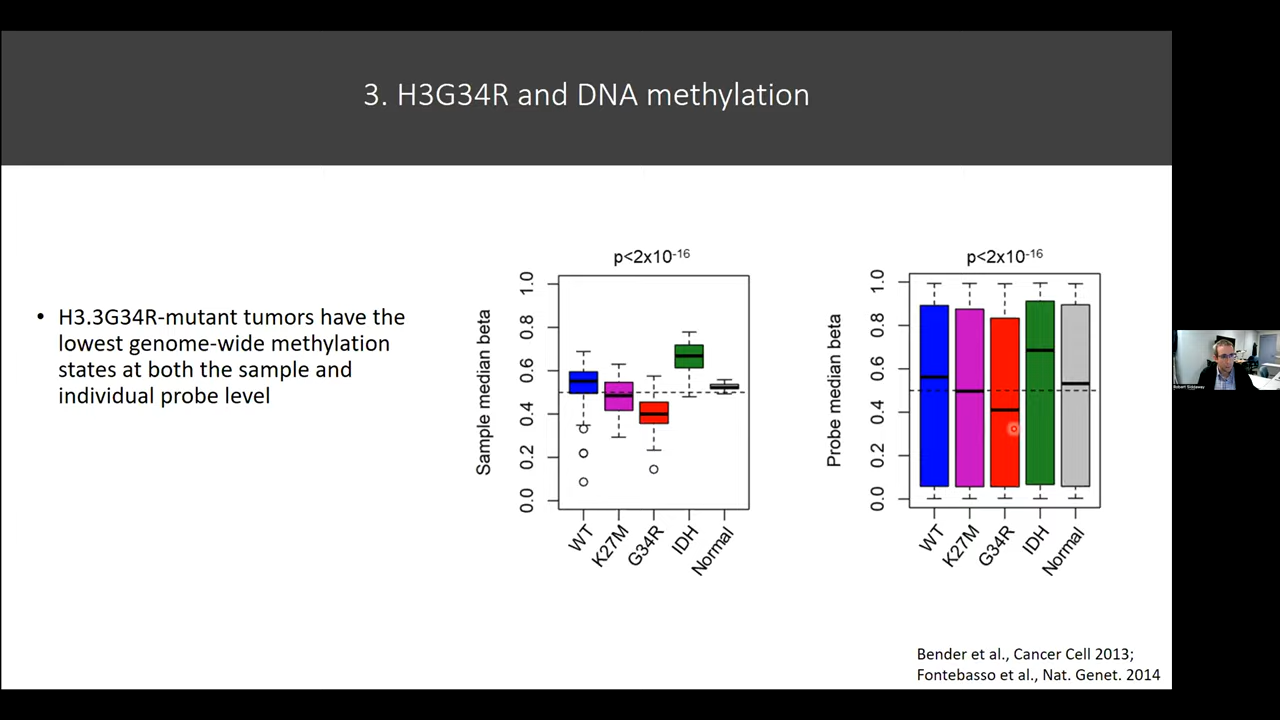 3. H3G34R and DNA methylation
• H3.3G34R-mutant tumors have the
lowest genome-wide methylation
states at both the sample and
individual probe level
p<2x10-16
Sample median beta
1.0
0.8
0.6
0.4
0.2
0.0
WT
K27M
G34R
IDH
Normal
p<2x10-16
Probe median beta
1.0
0.8
0.6
0.4
0.2
0.0
WT
K27M
G34R
IDH
Normal
Bender et al., Cancer Cell 2013;
Fontebasso et al., Nat. Genet. 2014